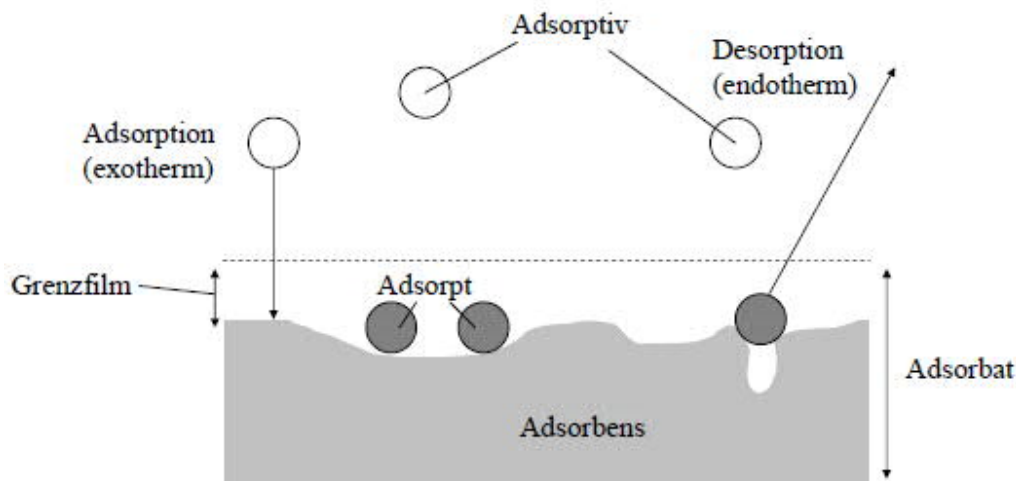 Adsorptiv
Desorption
(endotherm)
Adsorption
(exotherm)
Grenzfilm
Adsorpt
Adsorbat
Adsorbens